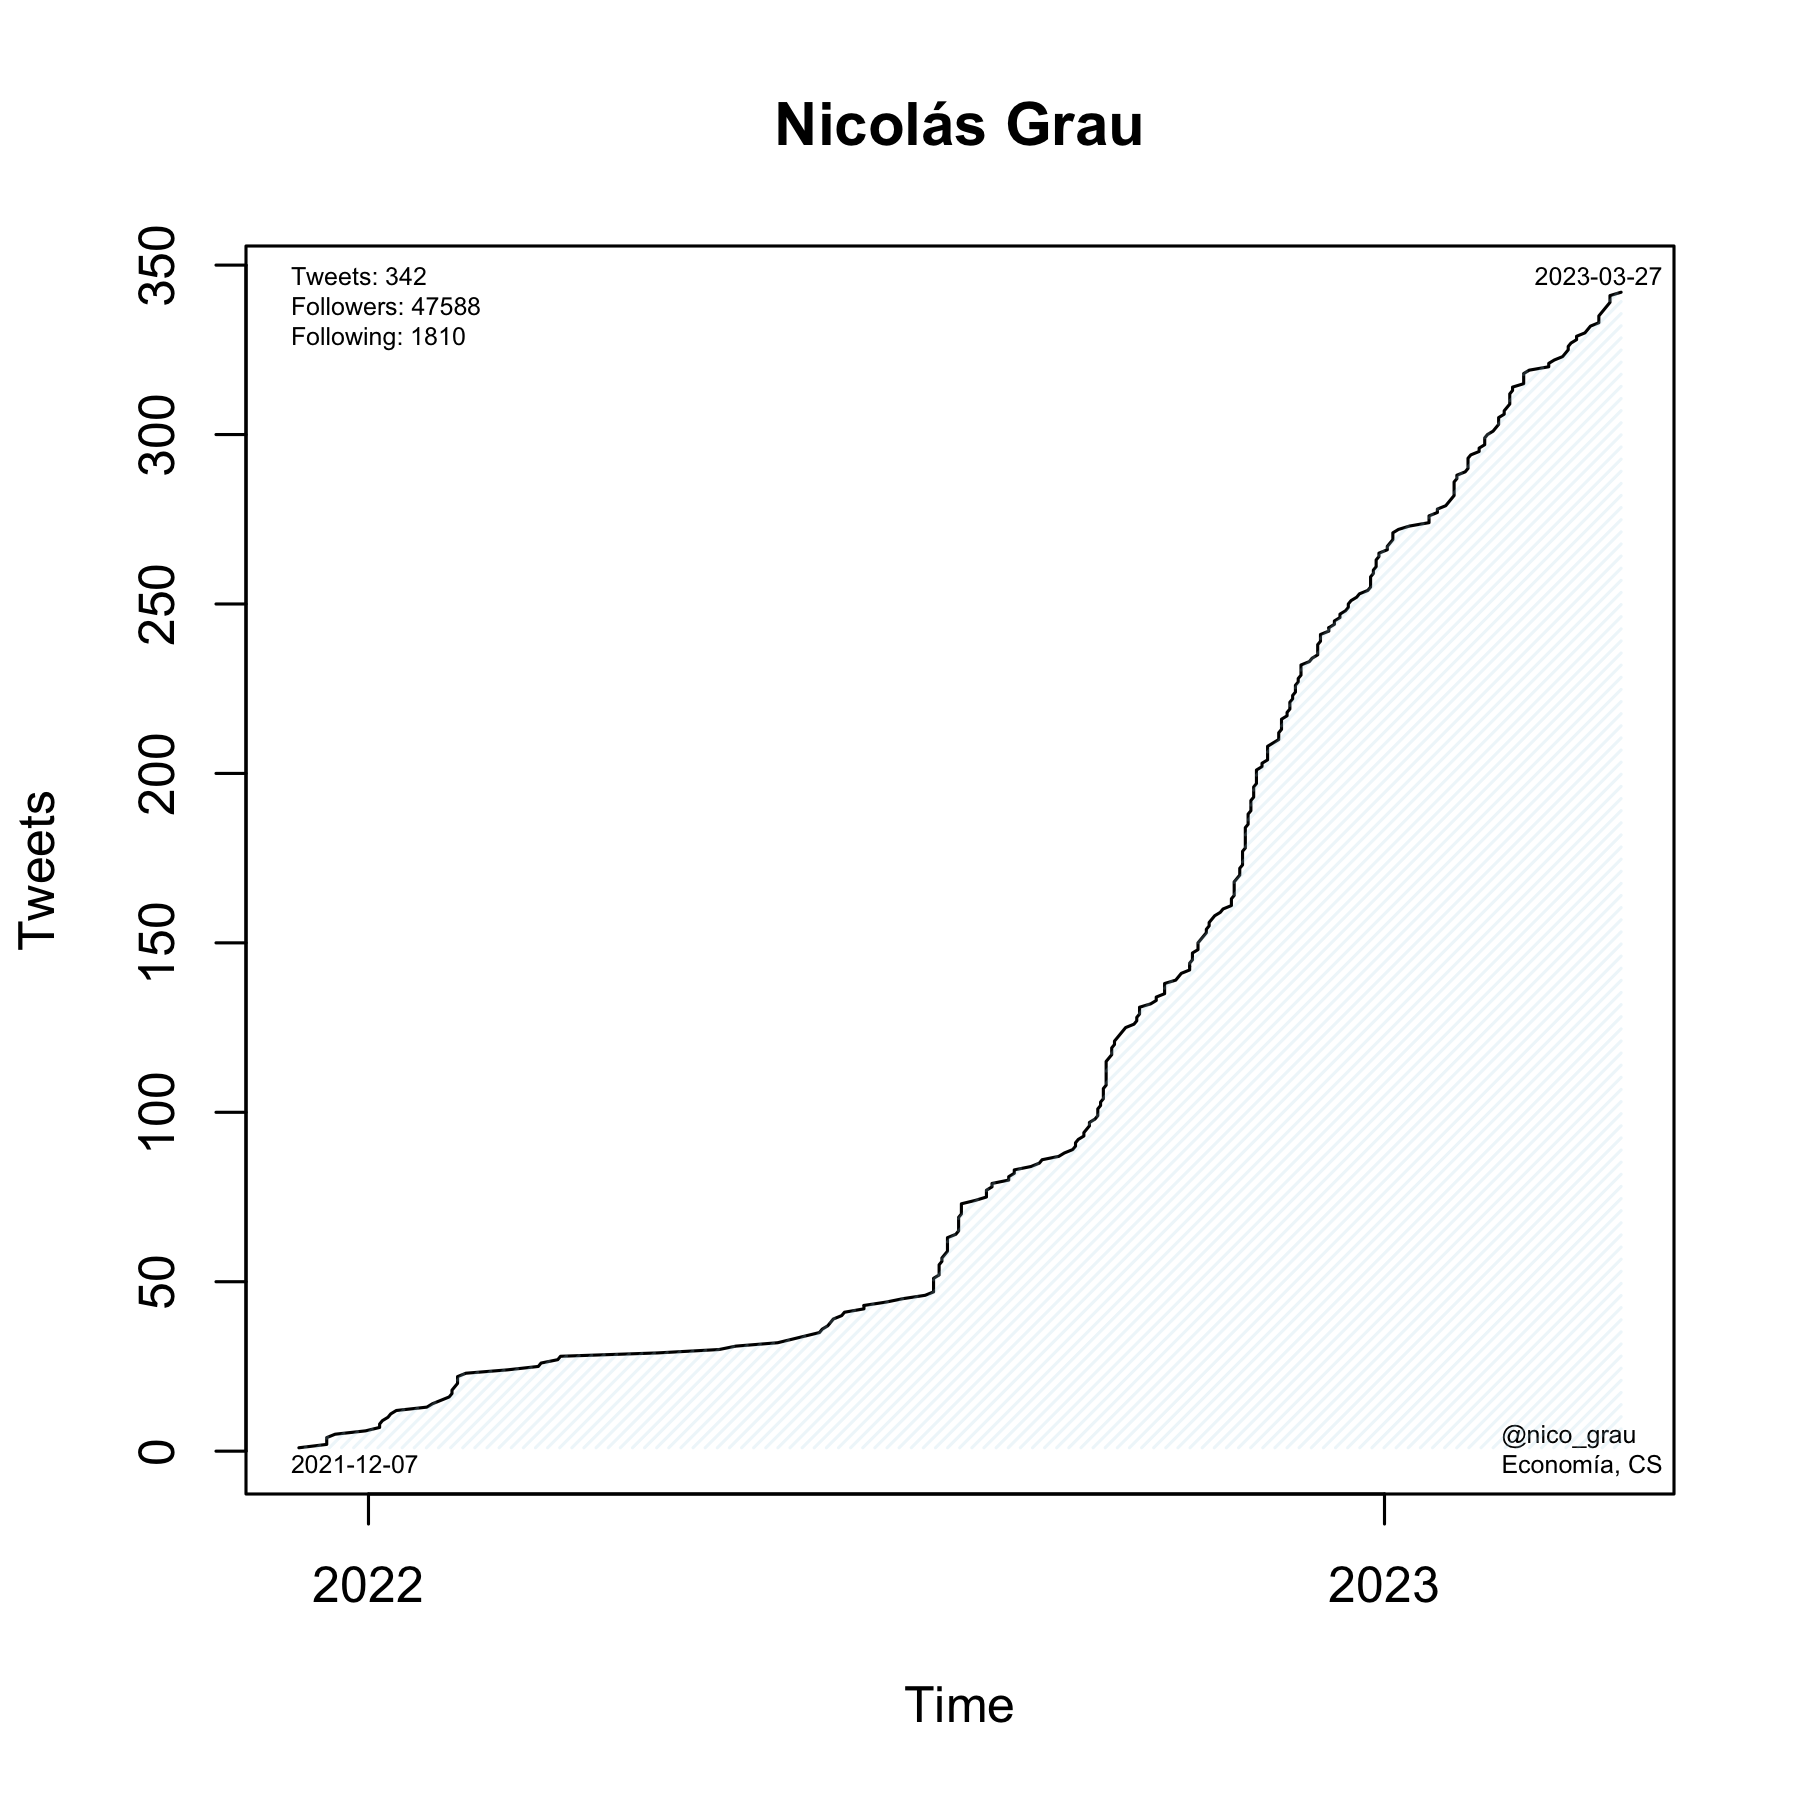 Nicolás Grau
Tweets: 342
Followers: 47588
Following: 1810
2023-03-27
350
300
250
200
150
100
50
0
Tweets
@nico_grau
Economía, CS
2021-12-07
2022
2023
Time